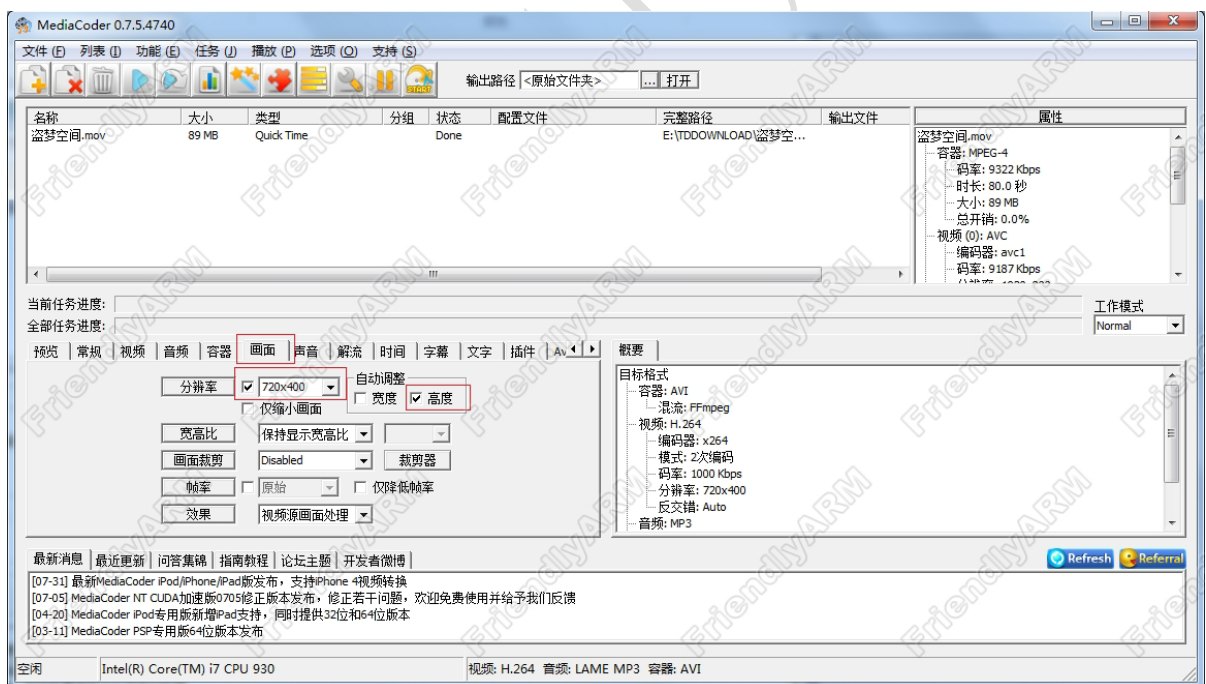 MediaCoder 0.7.5.4740
文件 (F) 列表 (I) 功能 (E) 任务 (J) 播放 (P) 选项 (O) 支持 (S)
START 输出路径 <原始文件夹> ... 打开
名称 大小 类型 分组 状态 配置文件 完整路径 输出文件 属性
盗梦空间.mov 89 MB Quick Time Done E:\TDDOWNLOAD\盗梦空... 盗梦空间.mov
容器: MPEG-4
码率: 9322 Kbps
时长: 80.0 秒
大小: 89 MB
总开销: 0.0%
视频 (0): AVC
编码器: avc1
码率: 9187 Kbps
当前任务进度: 工作模式
全部任务进度: Normal
预览 常规 视频 音频 容器 画面 声音 解流 时间 字幕 文字 插件 概要
分辨率 720x400 自动调整 宽度 高度
仅缩小画面
宽高比 保持显示宽高比
画面裁剪 Disabled 裁剪器
帧率 原始 仅降低帧率
效果 视频源画面处理
目标格式
容器: AVI
混流: FFmpeg
视频: H.264
编码器: x264
模式: 2次编码
码率: 1000 Kbps
分辨率: 720x400
反交错: Auto
音频: MP3
最新消息 最近更新 问答集锦 指南教程 论坛主题 开发者微博 Refresh Referral
[07-31] 最新MediaCoder iPod/iPhone/iPad版发布，支持iPhone 4视频转换
[07-05] MediaCoder NT CUDA加速版0705修正版本发布，修正若干问题，欢迎免费使用并给予我们反馈
[04-20] MediaCoder iPod专用版新增iPad支持，同时提供32位和64位版本
[03-11] MediaCoder PSP专用版64位版本发布
空闲 Intel(R) Core(TM) i7 CPU 930 视频: H.264 音频: LAME MP3 容器: AVI
FriendlyARM